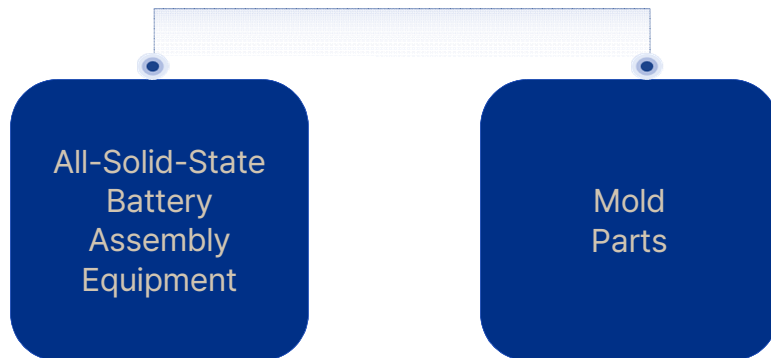 All-Solid-State
Battery
Assembly
Equipment
Mold
Parts